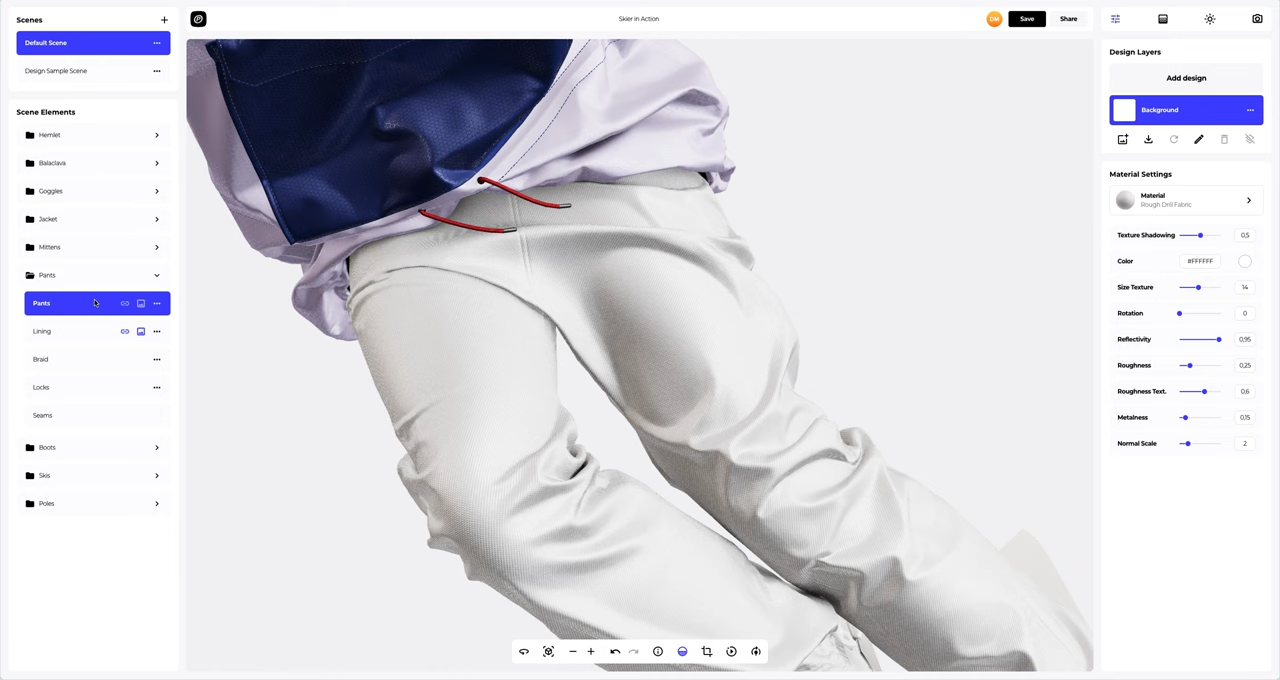 Scenes
Default Scene
Design Sample Scene
Scene Elements
Hemlet
Balaclava
Goggles
Jacket
Mittens
Pants
Pants
Lining
Braid
Locks
Seams
Boots
Skis
Poles
Skier in Action
DM
Save
Share
Design Layers
Add design
Background
Material Settings
Material
Rough Drill Fabric
Texture Shadowing 0,5
Color #FFFFFF
Size Texture 14
Rotation 0
Reflectivity 0,95
Roughness 0,25
Roughness Text. 0,6
Metalness 0,15
Normal Scale 2